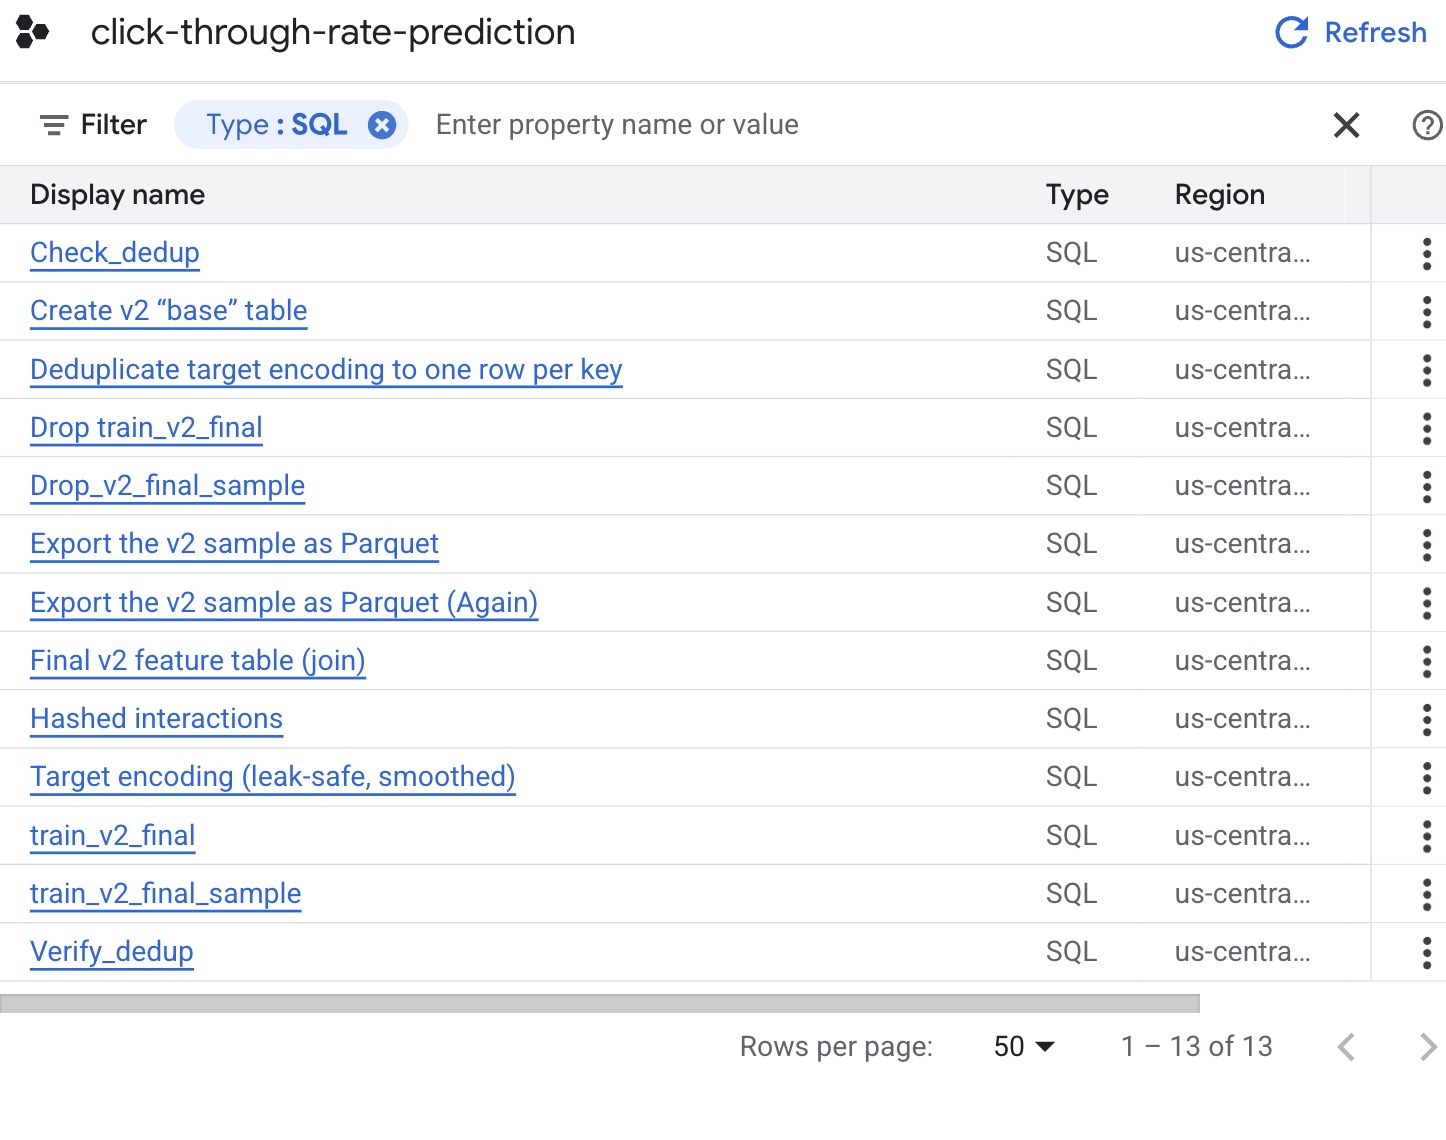 click-through-rate-prediction Refresh
Filter Type : SQL Enter property name or value
Display name Type Region
Check_dedup SQL us-centra...
Create v2 “base” table SQL us-centra...
Deduplicate target encoding to one row per key SQL us-centra...
Drop train_v2_final SQL us-centra...
Drop_v2_final_sample SQL us-centra...
Export the v2 sample as Parquet SQL us-centra...
Export the v2 sample as Parquet (Again) SQL us-centra...
Final v2 feature table (join) SQL us-centra...
Hashed interactions SQL us-centra...
Target encoding (leak-safe, smoothed) SQL us-centra...
train_v2_final SQL us-centra...
train_v2_final_sample SQL us-centra...
Verify_dedup SQL us-centra...
Rows per page: 50 1 – 13 of 13